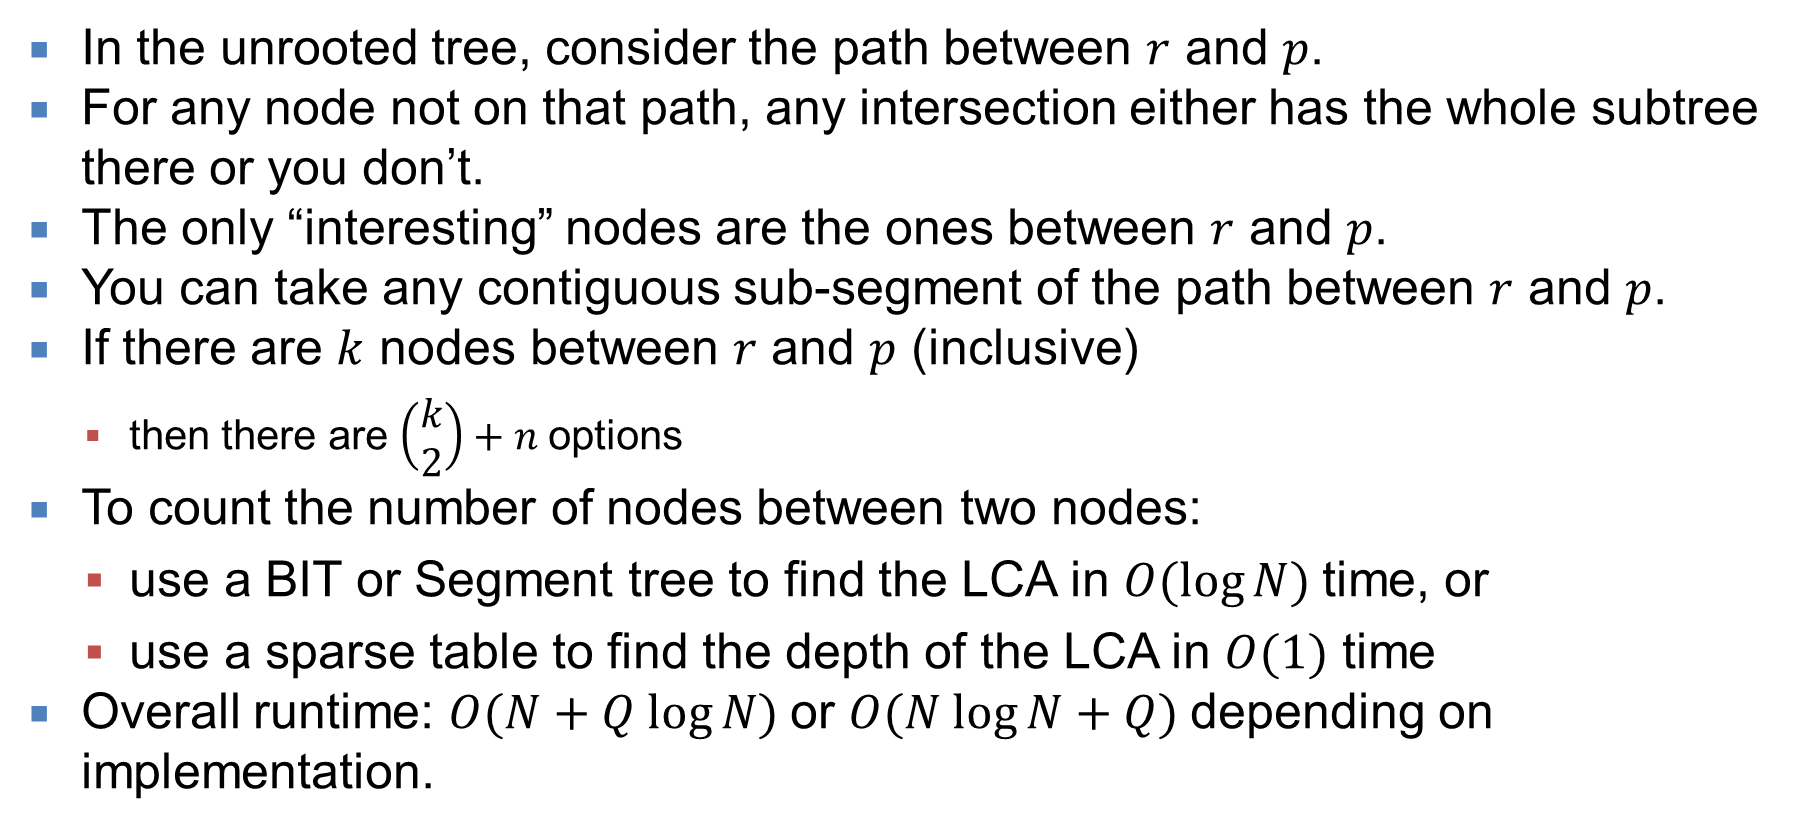 ▪ In the unrooted tree, consider the path between r and p.
▪ For any node not on that path, any intersection either has the whole subtree
there or you don’t.
▪ The only “interesting” nodes are the ones between r and p.
▪ You can take any contiguous sub-segment of the path between r and p.
▪ If there are k nodes between r and p (inclusive)
▪ then there are \binom{k}{2} + n options
▪ To count the number of nodes between two nodes:
▪ use a BIT or Segment tree to find the LCA in O(log N) time, or
▪ use a sparse table to find the depth of the LCA in O(1) time
▪ Overall runtime: O(N + Q log N) or O(N log N + Q) depending on
implementation.